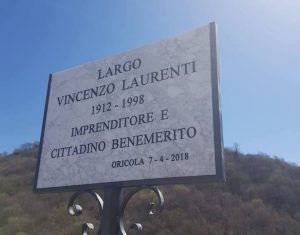 LARGO
VINCENZO LAURENTI
1912 - 1998
IMPRENDITORE E
CITTADINO BENEMERITO
ORICOLA 7-4-2018